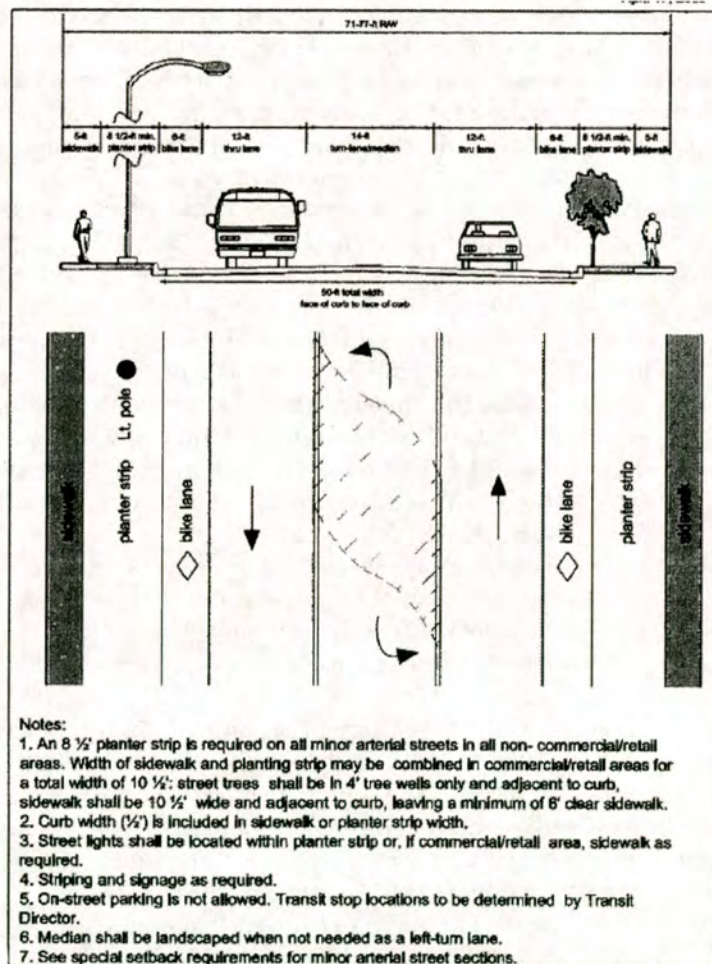 71-77-ft R/W
5-ft 8 1/2-ft min. 6-ft 12-ft 14-ft 12-ft 6-ft 8 1/2-ft min. 5-ft
sidewalk planter strip bike lane thru lane turn-lane/median thru lane bike lane planter strip sidewalk
50-ft total width
face of curb to face of curb
sidewalk
planter strip Lt. pole
bike lane
bike lane
planter strip
sidewalk
Notes:
1. An 8 ½' planter strip is required on all minor arterial streets in all non- commercial/retail
areas. Width of sidewalk and planting strip may be combined in commercial/retail areas for
a total width of 10 ½'; street trees shall be in 4' tree wells only and adjacent to curb,
sidewalk shall be 10 ½' wide and adjacent to curb, leaving a minimum of 6' clear sidewalk.
2. Curb width (½') is included in sidewalk or planter strip width.
3. Street lights shall be located within planter strip or, if commercial/retail area, sidewalk as
required.
4. Striping and signage as required.
5. On-street parking is not allowed. Transit stop locations to be determined by Transit
Director.
6. Median shall be landscaped when not needed as a left-turn lane.
7. See special setback requirements for minor arterial street sections.